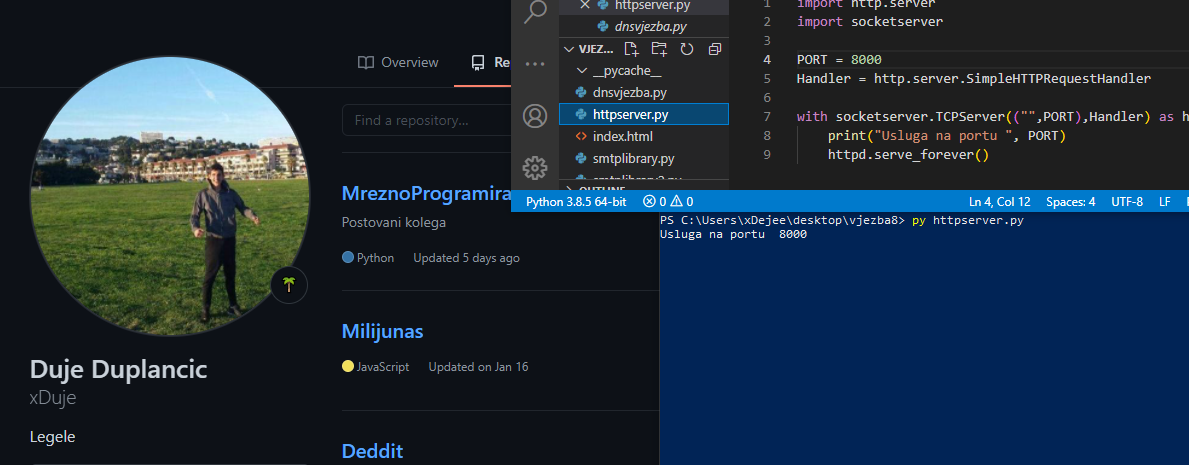 Overview
Re
Find a repository...
MreznoProgramira
Postovani kolega
Python Updated 5 days ago
Milijunas
JavaScript Updated on Jan 16
Deddit
Duje Duplancic
xDuje
Legele
httpserver.py
dnsvjezba.py
VJEZ...
__pycache__
dnsvjezba.py
httpserver.py
index.html
smtplibrary.py
smtplibrary2.py
OUTLINE
1 import http.server
2 import socketserver
3
4 PORT = 8000
5 Handler = http.server.SimpleHTTPRequestHandler
6
7 with socketserver.TCPServer(("",PORT),Handler) as h
8 print("Usluga na portu ", PORT)
9 httpd.serve_forever()
Python 3.8.5 64-bit 0 0 Ln 4, Col 12 Spaces: 4 UTF-8 LF
PS C:\Users\xDejee\desktop\vjezba8> py httpserver.py
Usluga na portu  8000